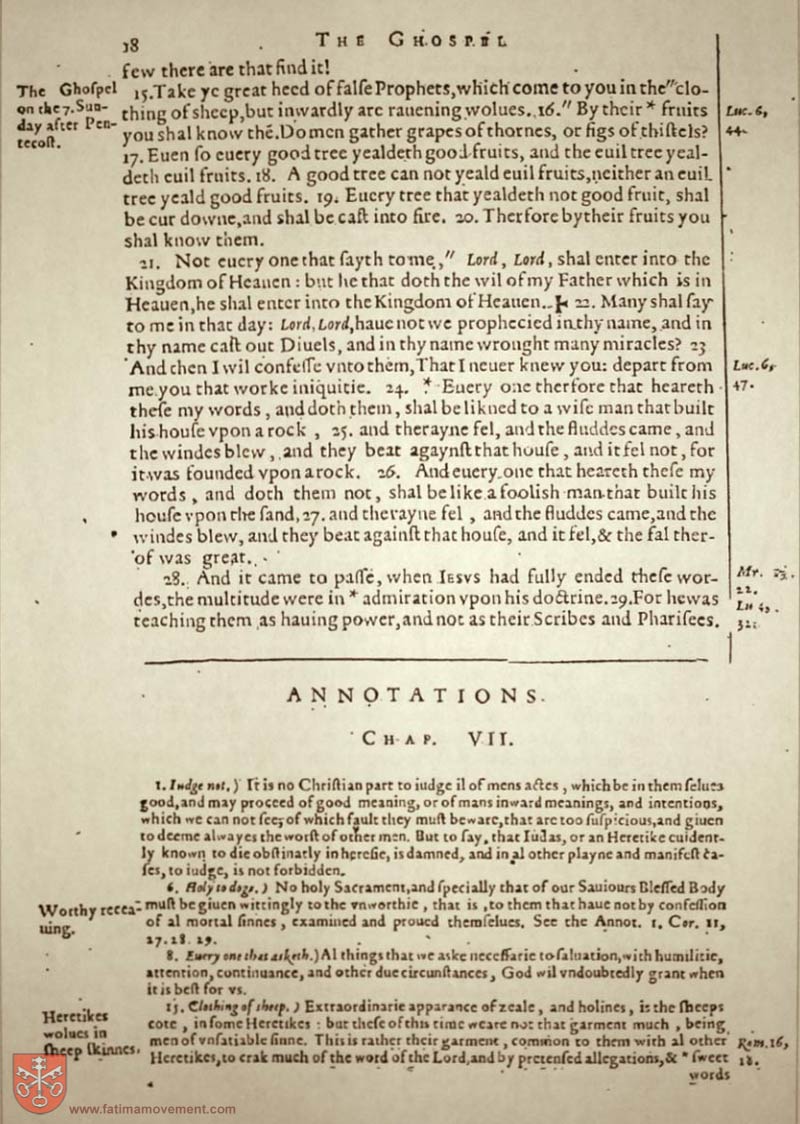 18
THE GHOSPEL
few there are that find it!
The Ghoſpel
on the 7. Sun-
day after Pen-
tecoſt.
15. Take ye great heed of falſe Prophets, which come to you in the "clo-
thing of sheep, but inwardly are rauening wolues. 16. " By their * fruits
you shal know thē. Do men gather grapes of thornes, or figs of thiſtels?
Luc. 6,
44.
17. Euen ſo euery good tree yealdeth good fruits, and the euil tree yeal-
deth euil fruits. 18. A good tree can not yeald euil fruits, neither an euil
tree yeald good fruits. 19. Euery tree that yealdeth not good fruit, shal
be cut downe, and shal be caſt into fire. 20. Therfore by their fruits you
shal know them.
21. Not euery one that ſayth to me, " Lord, Lord, shal enter into the
Kingdom of Heauen : but he that doth the wil of my Father which is in
Heauen, he shal enter into the Kingdom of Heauen. 22. Many shal ſay
to me in that day: Lord, Lord, haue not we prophecied in thy name, and in
thy name caſt out Diuels, and in thy name wrought many miracles? 23
And then I wil confeſſe vnto them, That I neuer knew you: depart from
me you that worke iniquitie. 24. * Euery one therfore that heareth
Luc. 6,
47.
theſe my words, and doth them, shal be likned to a wiſe man that built
his houſe vpon a rock, 25. and the rayne fel, and the fluddes came, and
the windes blew, and they beat agaynſt that houſe, and it fel not, for
it was founded vpon a rock. 26. And euery one that heareth theſe my
words, and doth them not, shal be like a foolish man that built his
houſe vpon the ſand, 27. and the rayne fel, and the fluddes came, and the
windes blew, and they beat againſt that houſe, and it fel, & the fal ther-
of was great.
28. And it came to paſſe, when IESVS had fully ended theſe wor-
des, the multitude were in * admiration vpon his doctrine. 29. For he was
teaching them as hauing power, and not as their Scribes and Phariſees.
Mr.
22.
Lu 4,
32.
ANNOTATIONS.
CHAP. VII.
1. Iudge not.) It is no Chriſtian part to iudge il of mens actes, which be in them ſelues
good, and may proceed of good meaning, or of mans inward meanings, and intentions,
which we can not ſee; of which fault they muſt beware, that are too ſuſpicious, and giuen
to deeme alwayes the worſt of other men. But to ſay, that Iudas, or an Heretike euident-
ly known to die obſtinatly in hereſie, is damned, and in al other playne and manifeſt ca-
ſes, to iudge, is not forbidden.
6. Holy to dogs.) No holy Sacrament, and ſpecially that of our Sauiours Bleſſed Body
Worthy recea-
uing.
muſt be giuen wittingly to the vnworthie, that is, to them that haue not by confeſſion
of al mortal ſinnes, examined and proued themſelues. See the Annot. 1. Cor. 11,
27. 28. 29.
8. Euery one that asketh.) Al things that we aske neceſſarie to ſaluation, with humilitie,
attention, continuance, and other due circunſtances, God wil vndoubtedly grant when
it is beſt for vs.
15. Clothing of sheep.) Extraordinarie apparance of zeale, and holines, is the sheeps
Heretikes
wolues in
sheep skinnes.
cote, in ſome Heretikes : but theſe of this time weare not that garment much, being
men of vnſatiable ſinne. This is rather their garment, common to them with al other
Heretikes, to crak much of the word of the Lord, and by pretenſed allegations, & * ſweet
Rom. 16,
18.
words
www.fatimamovement.com